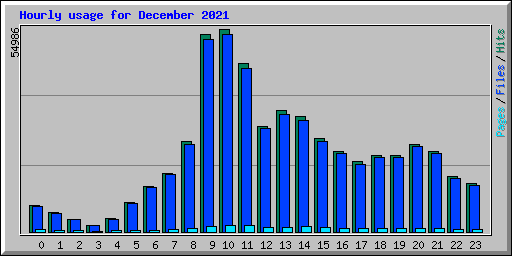 Hourly usage for December 2021
54986
Pages/Files/Hits
0 1 2 3 4 5 6 7 8 9 10 11 12 13 14 15 16 17 18 19 20 21 22 23